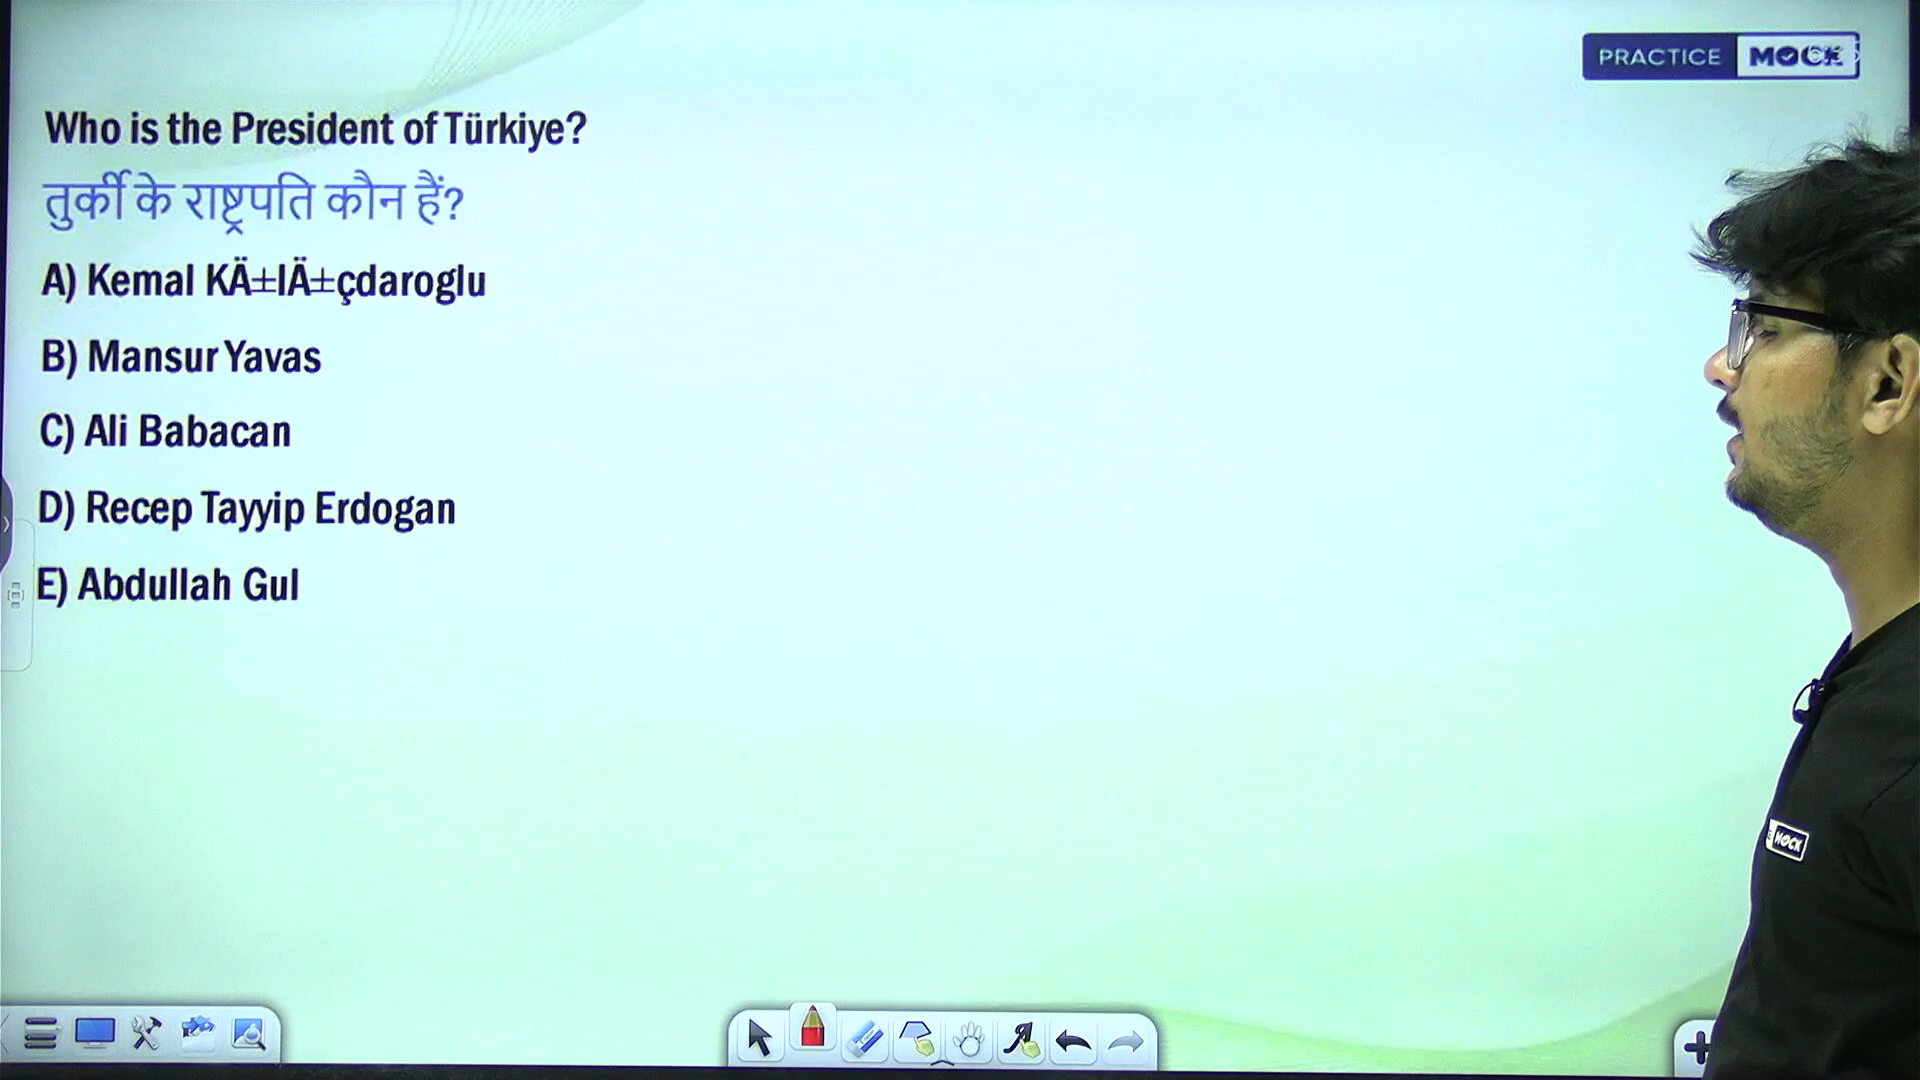 PRACTICE MOCK
Who is the President of Türkiye?
तुर्की के राष्ट्रपति कौन हैं?
A) Kemal KÄ±lÄ±çdaroglu
B) Mansur Yavas
C) Ali Babacan
D) Recep Tayyip Erdogan
E) Abdullah Gul
MOCK